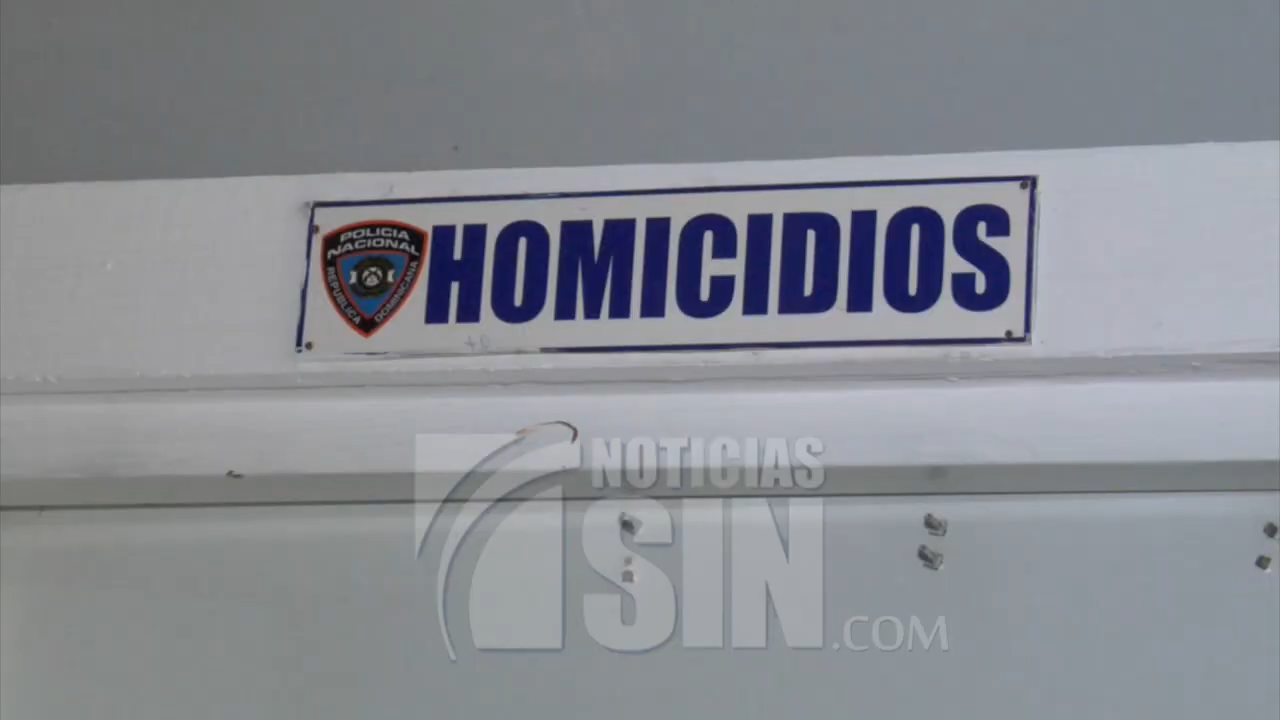 POLICIA
NACIONAL
REPUBLICA DOMINICANA
HOMICIDIOS
NOTICIAS
SIN.COM